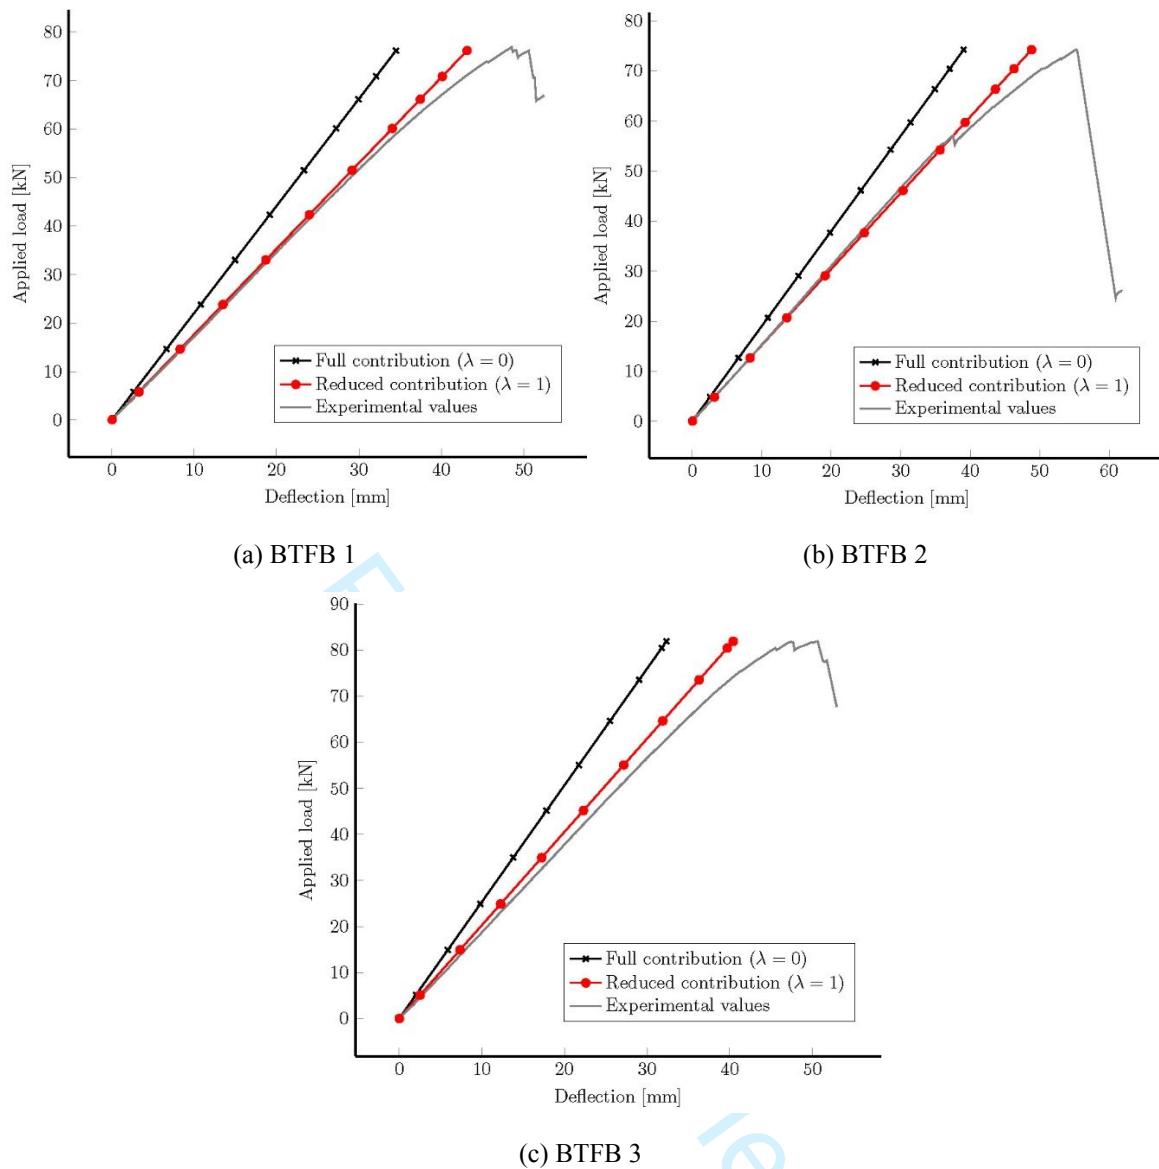 80
70
60
50
40
30
20
10
0
Applied load [kN]
Full contribution (λ = 0)
Reduced contribution (λ = 1)
Experimental values
0 10 20 30 40 50
Deflection [mm]
(a) BTFB 1
80
70
60
50
40
30
20
10
0
Applied load [kN]
Full contribution (λ = 0)
Reduced contribution (λ = 1)
Experimental values
0 10 20 30 40 50 60
Deflection [mm]
(b) BTFB 2
90
80
70
60
50
40
30
20
10
0
Applied load [kN]
Full contribution (λ = 0)
Reduced contribution (λ = 1)
Experimental values
0 10 20 30 40 50
Deflection [mm]
(c) BTFB 3